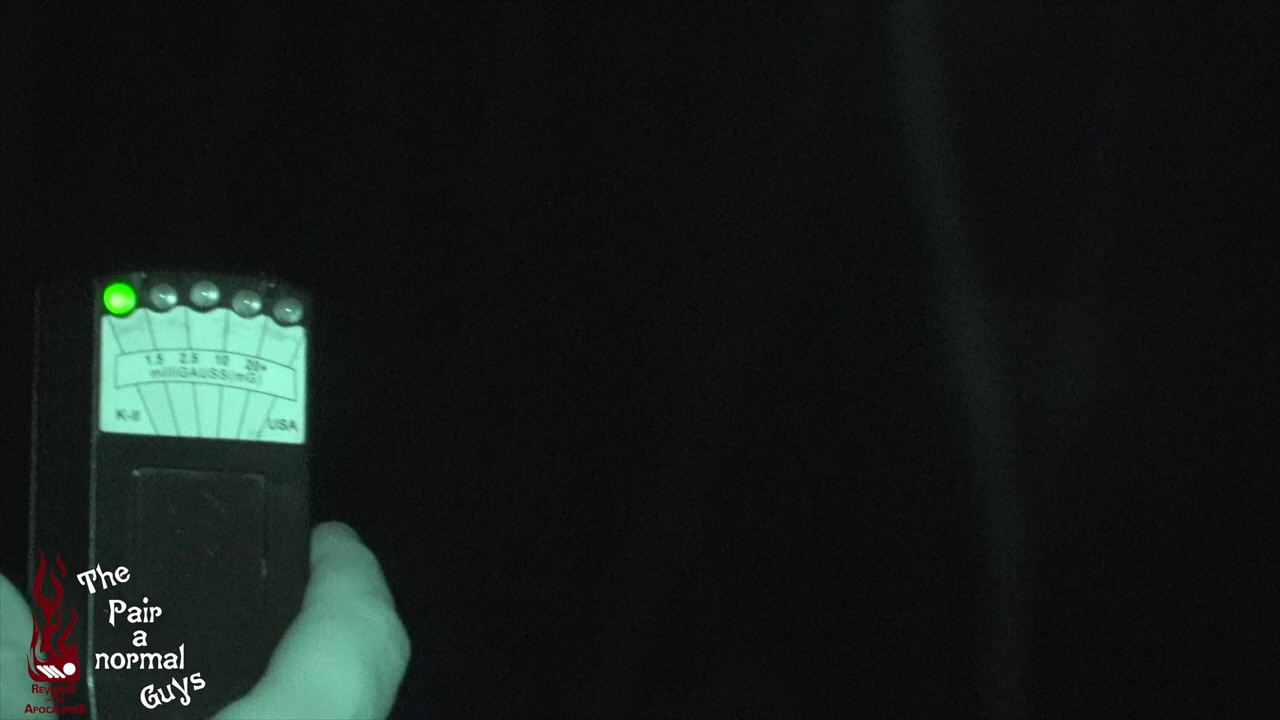 1.5 2.5 10 20+
milliGAUSS(mG)
K-II USA
The
Pair
a
normal
Guys